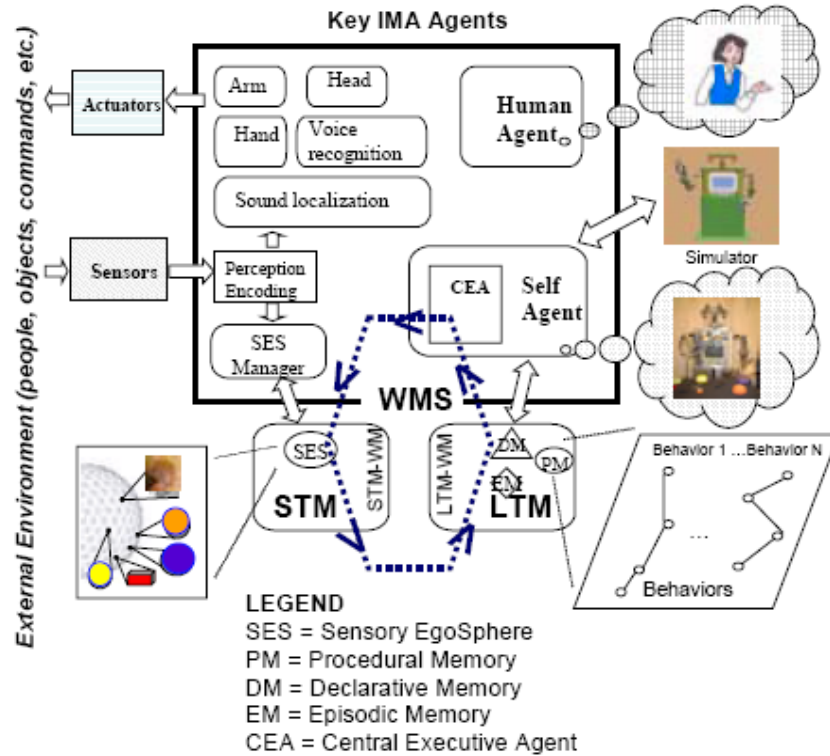 Key IMA Agents
External Environment (people, objects, commands, etc.)
Actuators
Sensors
Arm
Head
Hand
Voice
recognition
Sound localization
Perception
Encoding
SES
Manager
Human
Agent
CEA
Self
Agent
Simulator
WMS
SES
STM-WM
STM
LTM-WM
DM
PM
EM
LTM
Behavior 1 ...Behavior N
...
Behaviors
LEGEND
SES = Sensory EgoSphere
PM = Procedural Memory
DM = Declarative Memory
EM = Episodic Memory
CEA = Central Executive Agent